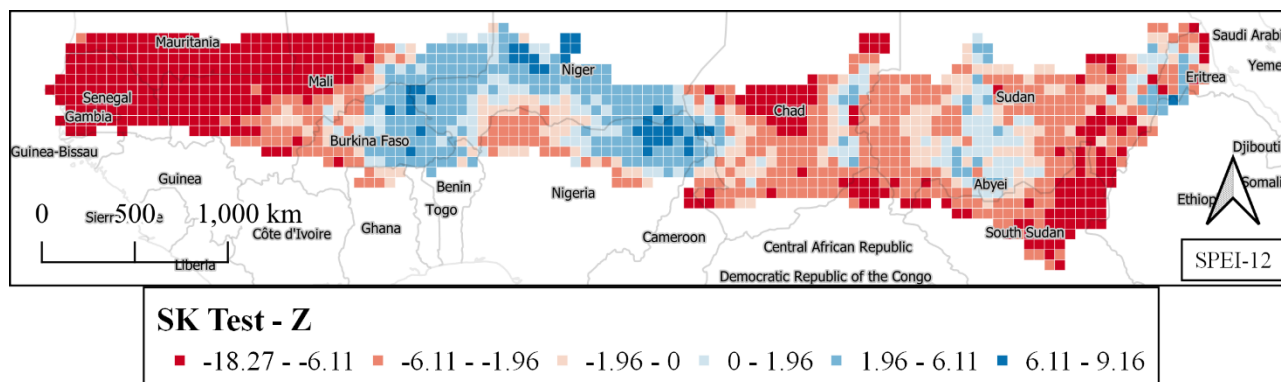 Saudi Arabi
Mauritania
Yeme
Niger
Eritrea
Mali
Senegal
Sudan
Chad
Gambia
Burkina Faso
Guinea-Bissau
Djibouti
Guinea
Benin
Abyei
Somali
Nigeria
Ethiop
0 500 1,000 km
Togo
Côte d'Ivoire
Ghana
South Sudan
Cameroon
Central African Republic
Liberia
SPEI-12
Democratic Republic of the Congo
SK Test - Z
-18.27 - -6.11 -6.11 - -1.96 -1.96 - 0 0 - 1.96 1.96 - 6.11 6.11 - 9.16